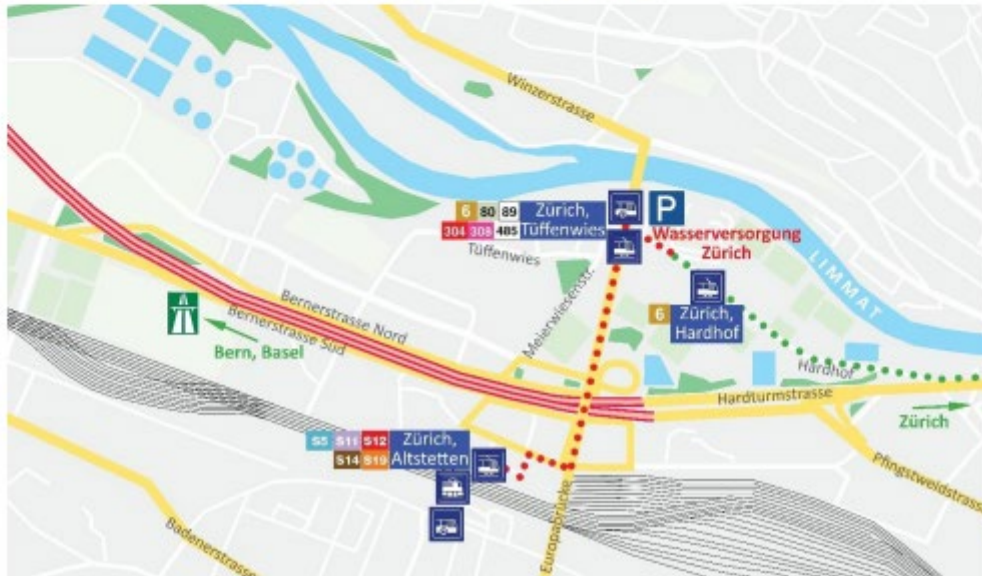 Winzerstrasse
6 80 89 Zürich,
304 308 485 Tüffenwies
P
Tüffenwies
Wasserversorgung
Zürich
LIMMAT
Meierwiesenstr.
6 Zürich,
Hardhof
Bernerstrasse Nord
Bernerstrasse Süd
Bern, Basel
Hardhof
Hardturmstrasse
Zürich
S5 S11 S12 Zürich,
S14 S19 Altstetten
Pfingstweidstrass
Europabrücke
Badenerstrasse